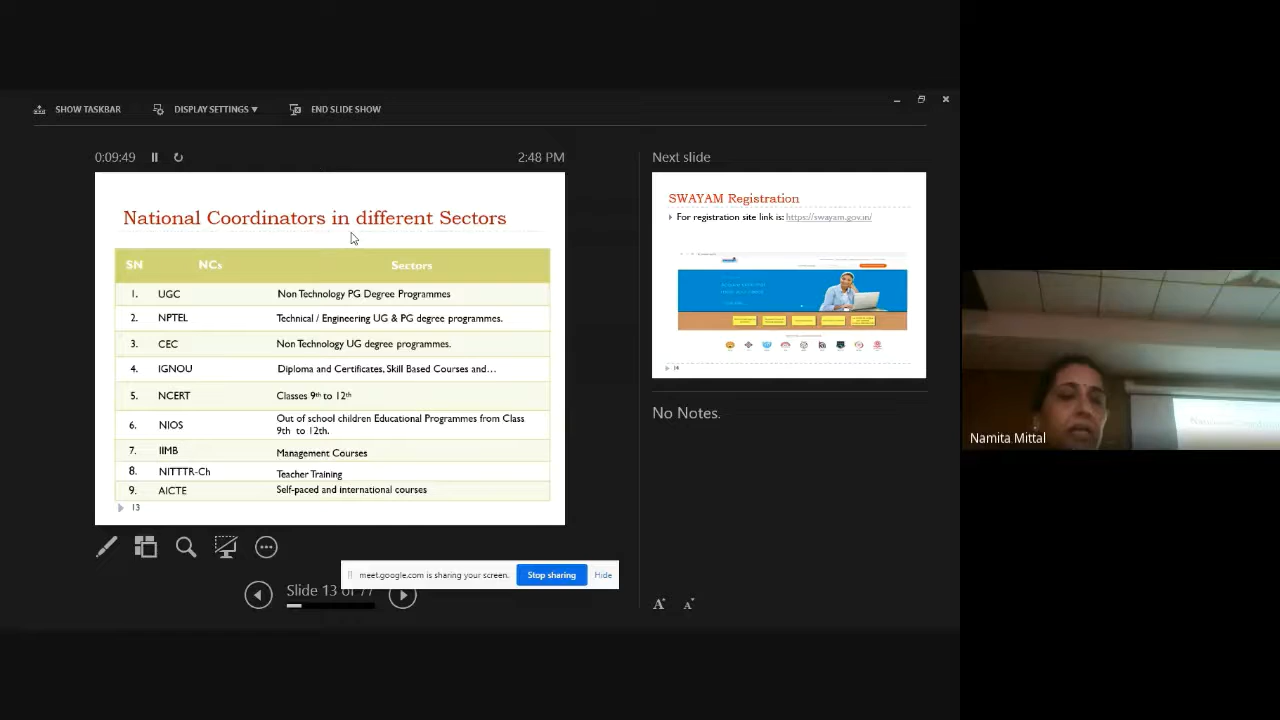 SHOW TASKBAR DISPLAY SETTINGS ▼ END SLIDE SHOW
0:09:49 2:48 PM
National Coordinators in different Sectors
SN NCs Sectors
1. UGC Non Technology PG Degree Programmes
2. NPTEL Technical / Engineering UG & PG degree programmes.
3. CEC Non Technology UG degree programmes.
4. IGNOU Diploma and Certificates, Skill Based Courses and...
5. NCERT Classes 9th to 12th
6. NIOS Out of school children Educational Programmes from Class
9th to 12th.
7. IIMB Management Courses
8. NITTTR-Ch Teacher Training
9. AICTE Self-paced and international courses
13
meet.google.com is sharing your screen. Stop sharing Hide
Slide 13 of 77
Next slide
SWAYAM Registration
For registration site link is: https://swayam.gov.in/
14
No Notes.
A A
Namita Mittal